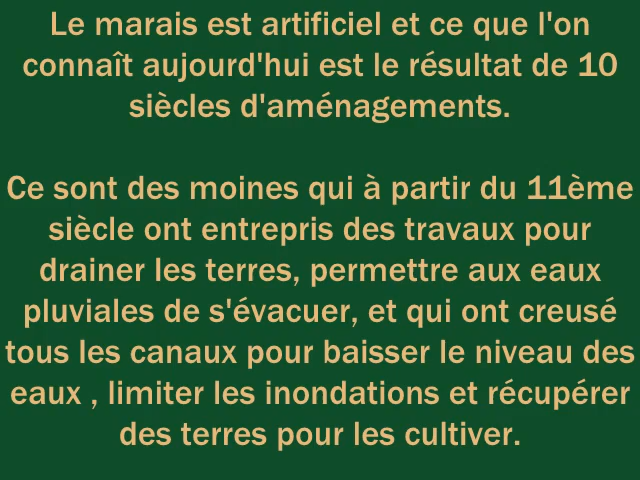 Le marais est artificiel et ce que l'on
connaît aujourd'hui est le résultat de 10
siècles d'aménagements.
Ce sont des moines qui à partir du 11ème
siècle ont entrepris des travaux pour
drainer les terres, permettre aux eaux
pluviales de s'évacuer, et qui ont creusé
tous les canaux pour baisser le niveau des
eaux , limiter les inondations et récupérer
des terres pour les cultiver.